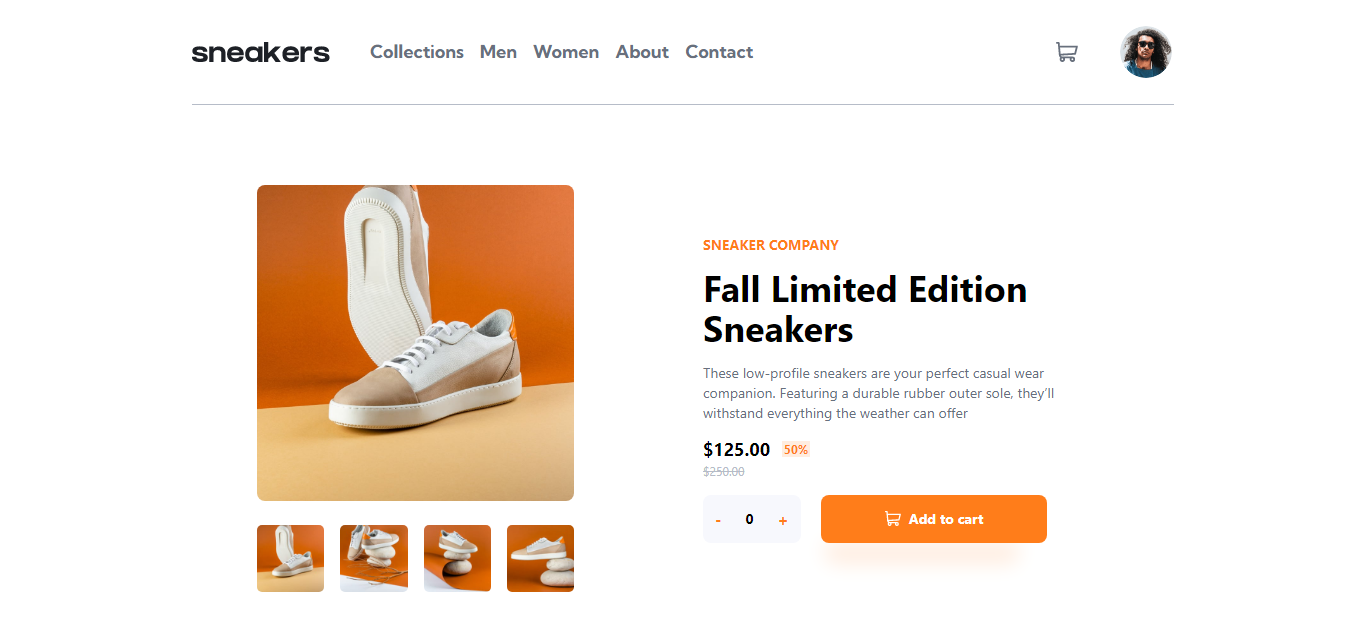 sneakers Collections Men Women About Contact
SNEAKER COMPANY
Fall Limited Edition
Sneakers
These low-profile sneakers are your perfect casual wear
companion. Featuring a durable rubber outer sole, they’ll
withstand everything the weather can offer
$125.00 50%
$250.00
- 0 + Add to cart